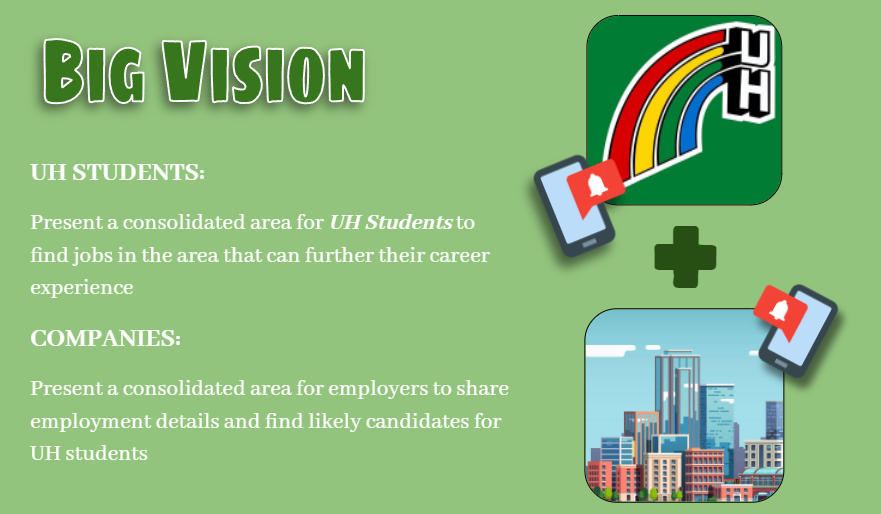 Big Vision
UH STUDENTS:
Present a consolidated area for UH Students to
find jobs in the area that can further their career
experience
COMPANIES:
Present a consolidated area for employers to share
employment details and find likely candidates for
UH students
UH